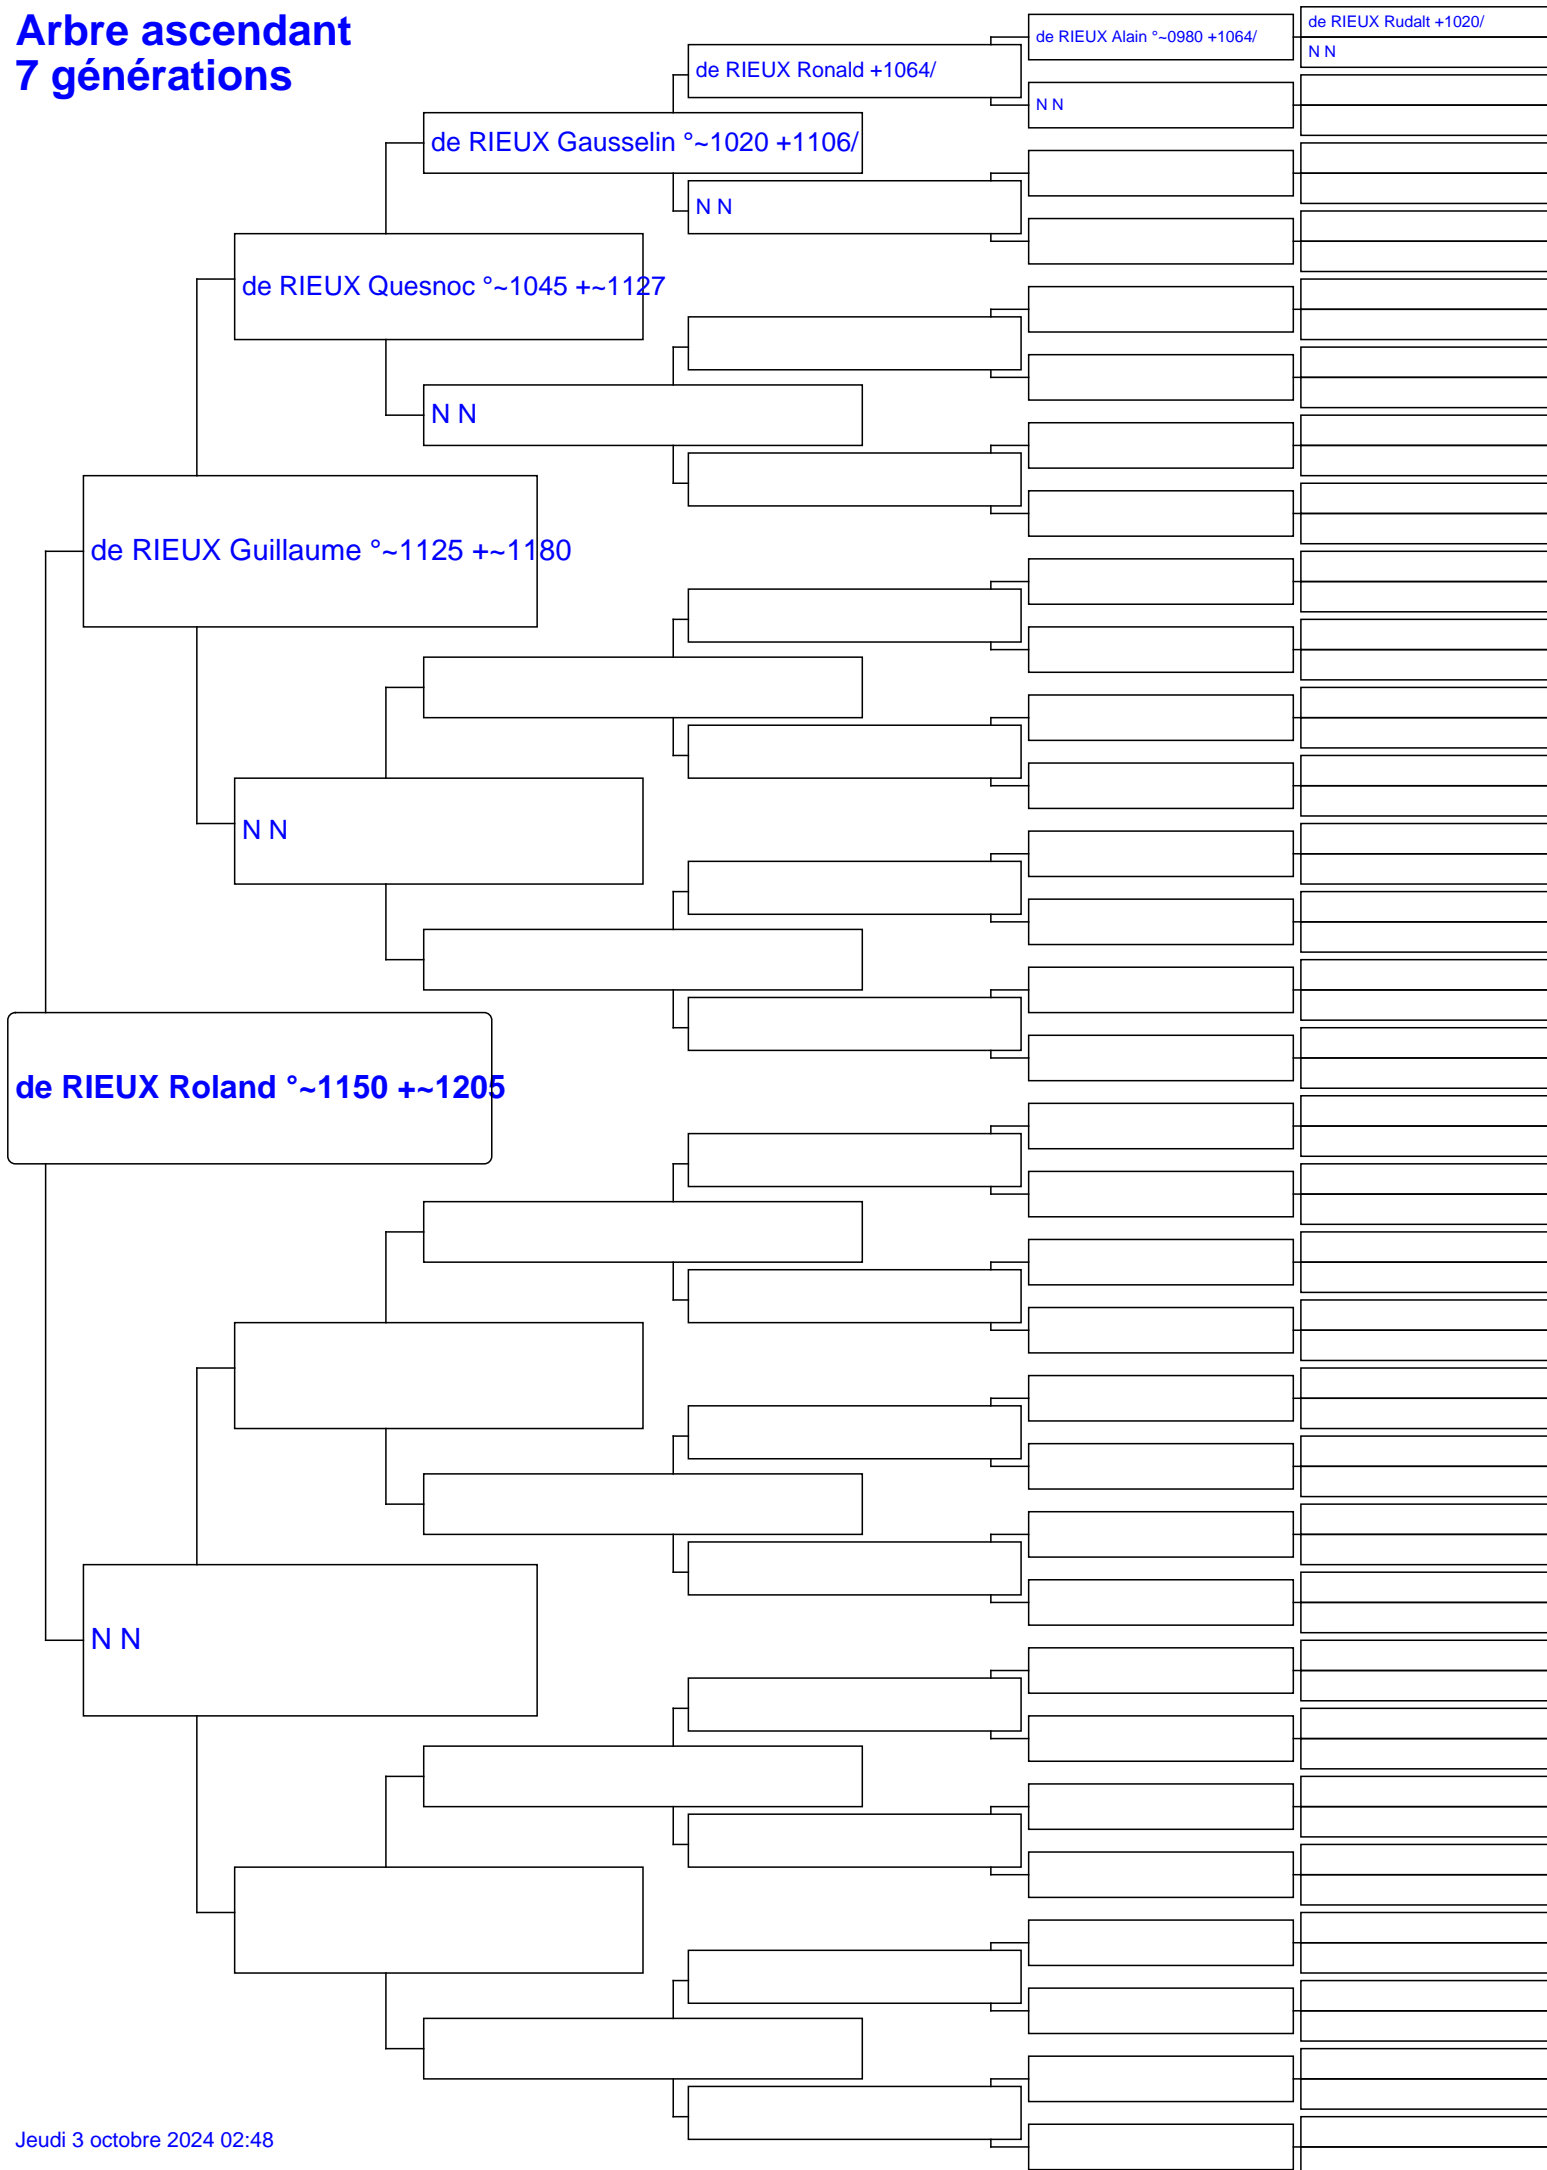 Arbre ascendant
7 générations
de RIEUX Rudalt +1020/
de RIEUX Alain °~0980 +1064/
N N
de RIEUX Ronald +1064/
N N
de RIEUX Gausselin °~1020 +1106/
N N
de RIEUX Quesnoc °~1045 +~1127
N N
de RIEUX Guillaume °~1125 +~1180
N N
de RIEUX Roland °~1150 +~1205
N N
Jeudi 3 octobre 2024 02:48